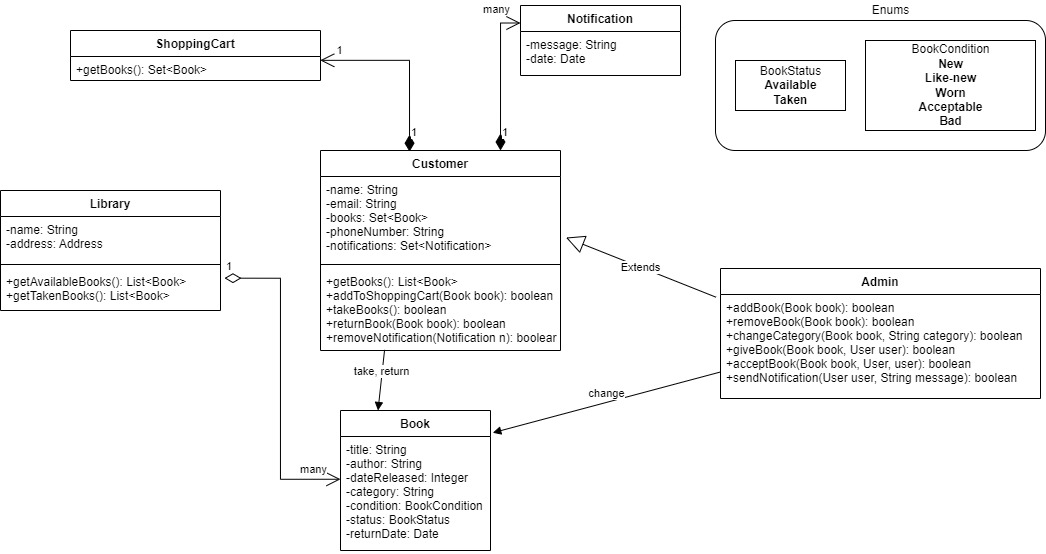 Enums
many
Notification
-message: String
-date: Date
ShoppingCart
+getBooks(): Set<Book>
1
BookStatus
Available
Taken
BookCondition
New
Like-new
Worn
Acceptable
Bad
1
1
Customer
-name: String
-email: String
-books: Set<Book>
-phoneNumber: String
-notifications: Set<Notification>
+getBooks(): List<Book>
+addToShoppingCart(Book book): boolean
+takeBooks(): boolean
+returnBook(Book book): boolean
+removeNotification(Notification n): boolear
Library
-name: String
-address: Address
+getAvailableBooks(): List<Book>
+getTakenBooks(): List<Book>
1
Extends
Admin
+addBook(Book book): boolean
+removeBook(Book book): boolean
+changeCategory(Book book, String category): boolean
+giveBook(Book book, User user): boolean
+acceptBook(Book book, User, user): boolean
+sendNotification(User user, String message): boolean
take, return
change
many
Book
-title: String
-author: String
-dateReleased: Integer
-category: String
-condition: BookCondition
-status: BookStatus
-returnDate: Date